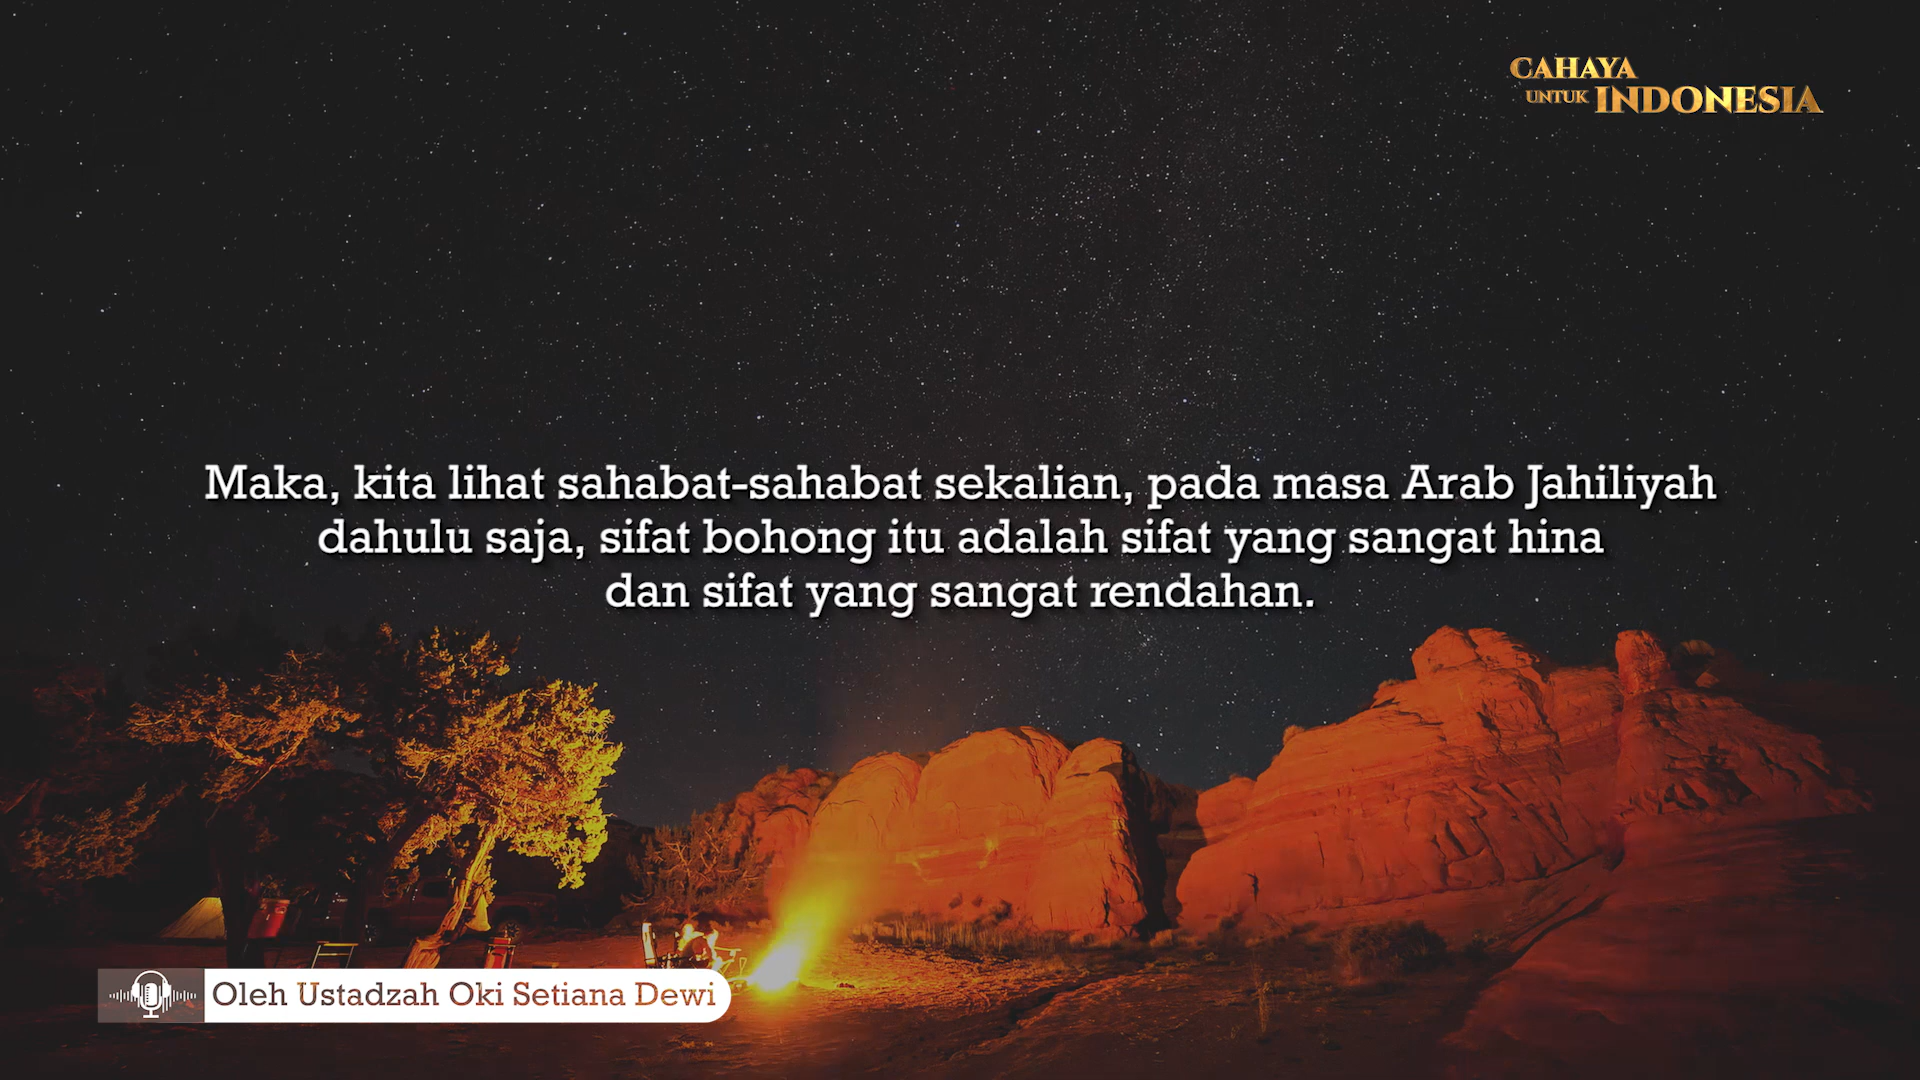 CAHAYA
UNTUK INDONESIA
Maka, kita lihat sahabat-sahabat sekalian, pada masa Arab Jahiliyah
dahulu saja, sifat bohong itu adalah sifat yang sangat hina
dan sifat yang sangat rendahan.
Oleh Ustadzah Oki Setiana Dewi